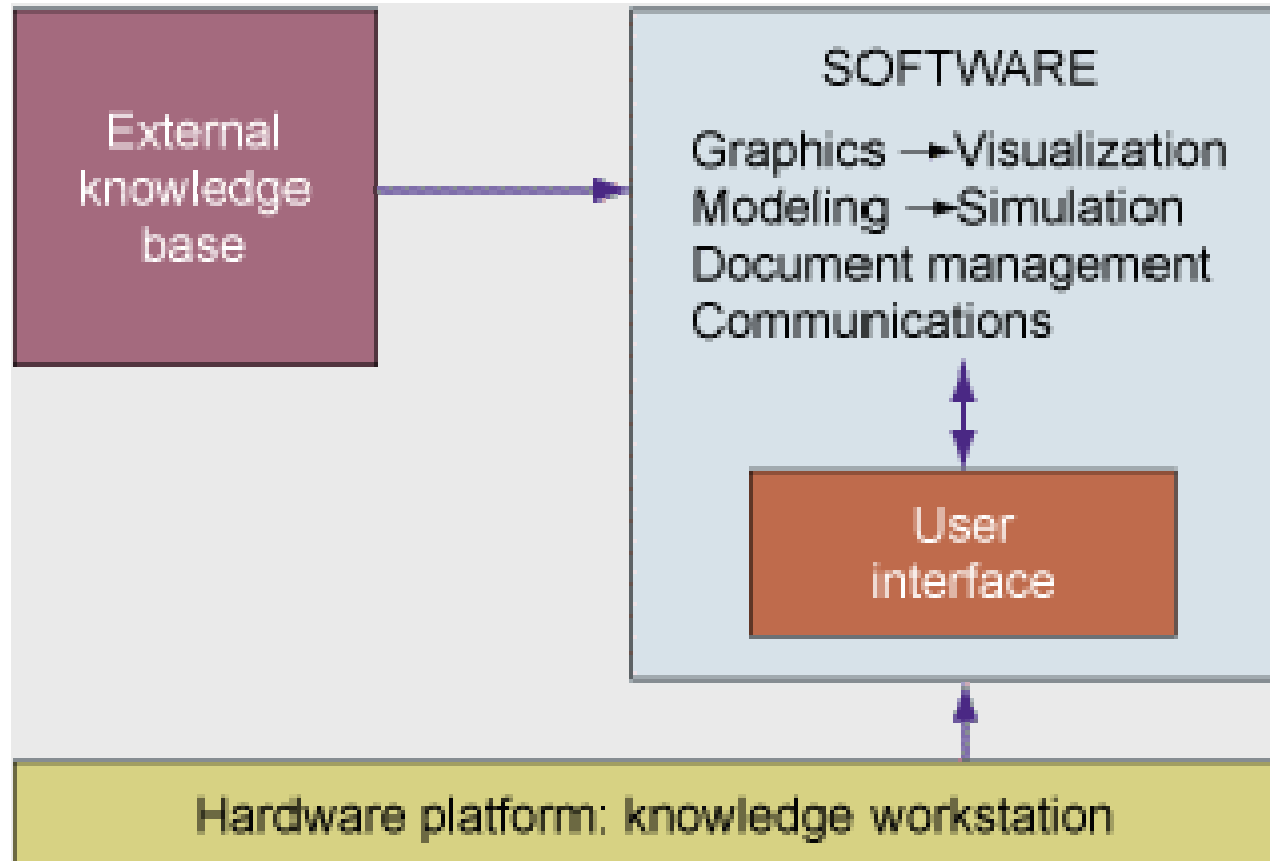 External
knowledge
base
SOFTWARE
Graphics →Visualization
Modeling →Simulation
Document management
Communications
User
interface
Hardware platform: knowledge workstation